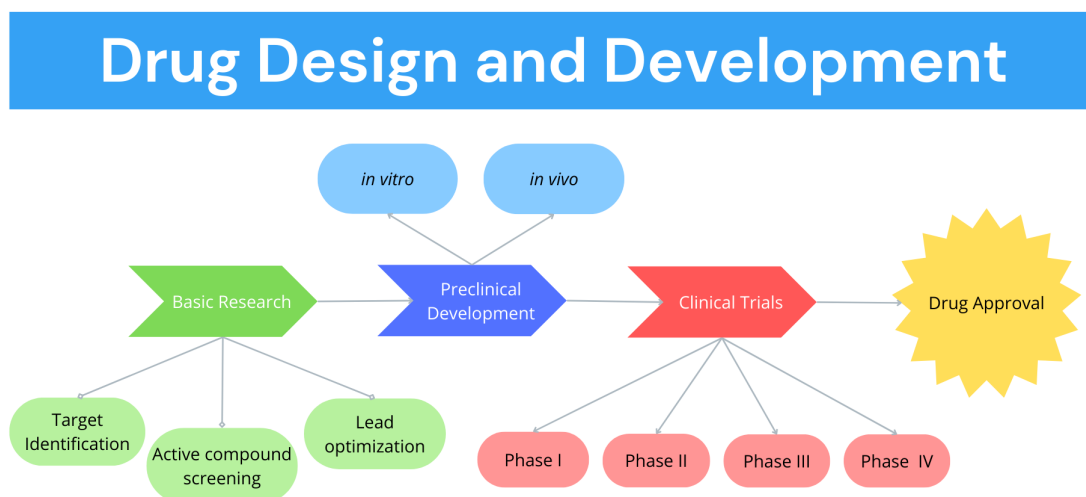 Drug Design and Development
in vitro
in vivo
Basic Research
Preclinical
Development
Clinical Trials
Drug Approval
Target
Identification
Active compound
screening
Lead
optimization
Phase I
Phase II
Phase III
Phase  IV